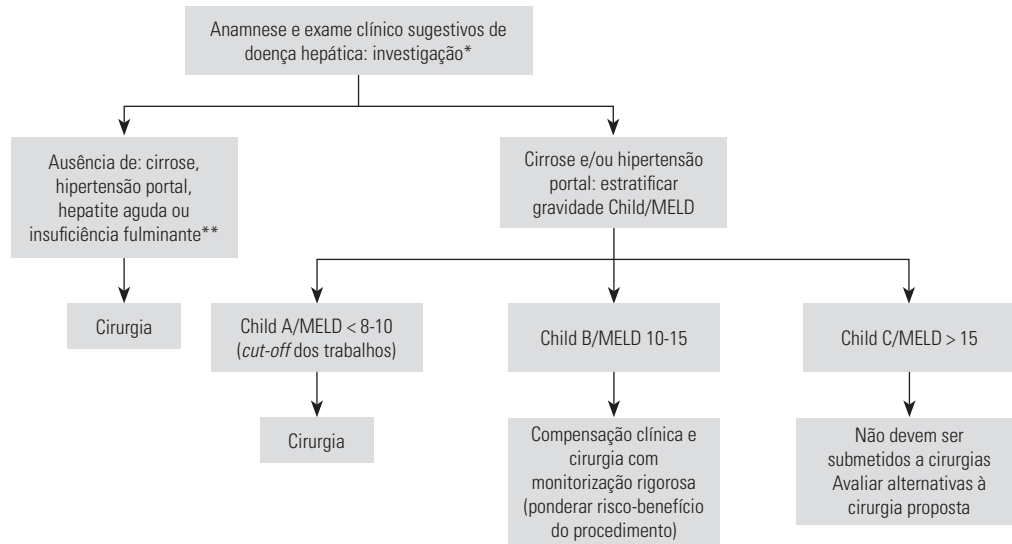 Anamnese e exame clínico sugestivos de
doença hepática: investigação*
Ausência de: cirrose,
hipertensão portal,
hepatite aguda ou
insuficiência fulminante**
Cirrose e/ou hipertensão
portal: estratificar
gravidade Child/MELD
Cirurgia
Child A/MELD < 8-10
(cut-off dos trabalhos)
Child B/MELD 10-15
Child C/MELD > 15
Cirurgia
Compensação clínica e
cirurgia com
monitorização rigorosa
(ponderar risco-benefício
do procedimento)
Não devem ser
submetidos a cirurgias
Avaliar alternativas à
cirurgia proposta